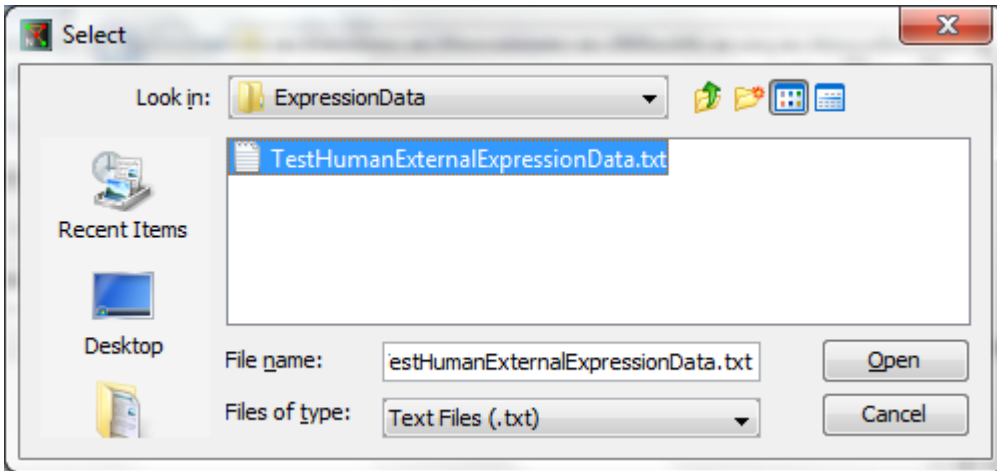 Select
Look in: ExpressionData
TestHumanExternalExpressionData.txt
Recent Items
Desktop
File name: estHumanExternalExpressionData.txt
Open
Files of type: Text Files (.txt)
Cancel